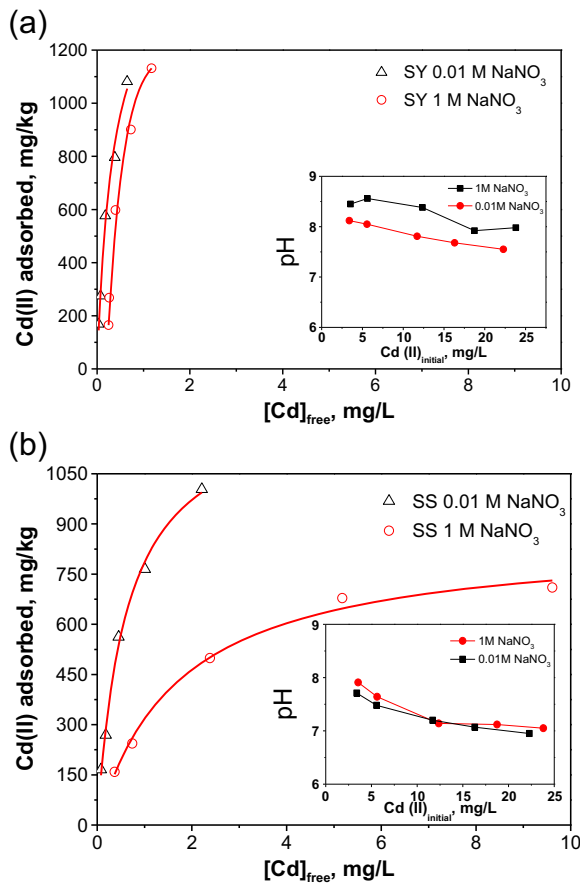 (a)
1200
1000
800
600
400
200
0
Cd(II) adsorbed, mg/kg
SY 0.01 M NaNO3
SY 1 M NaNO3
9
8
7
6
pH
1M NaNO3
0.01M NaNO3
0 5 10 15 20 25
Cd (II)initial, mg/L
0 2 4 6 8 10
[Cd]free, mg/L
(b)
1050
900
750
600
450
300
150
0
Cd(II) adsorbed, mg/kg
SS 0.01 M NaNO3
SS 1 M NaNO3
9
8
7
6
pH
1M NaNO3
0.01M NaNO3
0 5 10 15 20 25
Cd (II)initial, mg/L
0 2 4 6 8 10
[Cd]free, mg/L